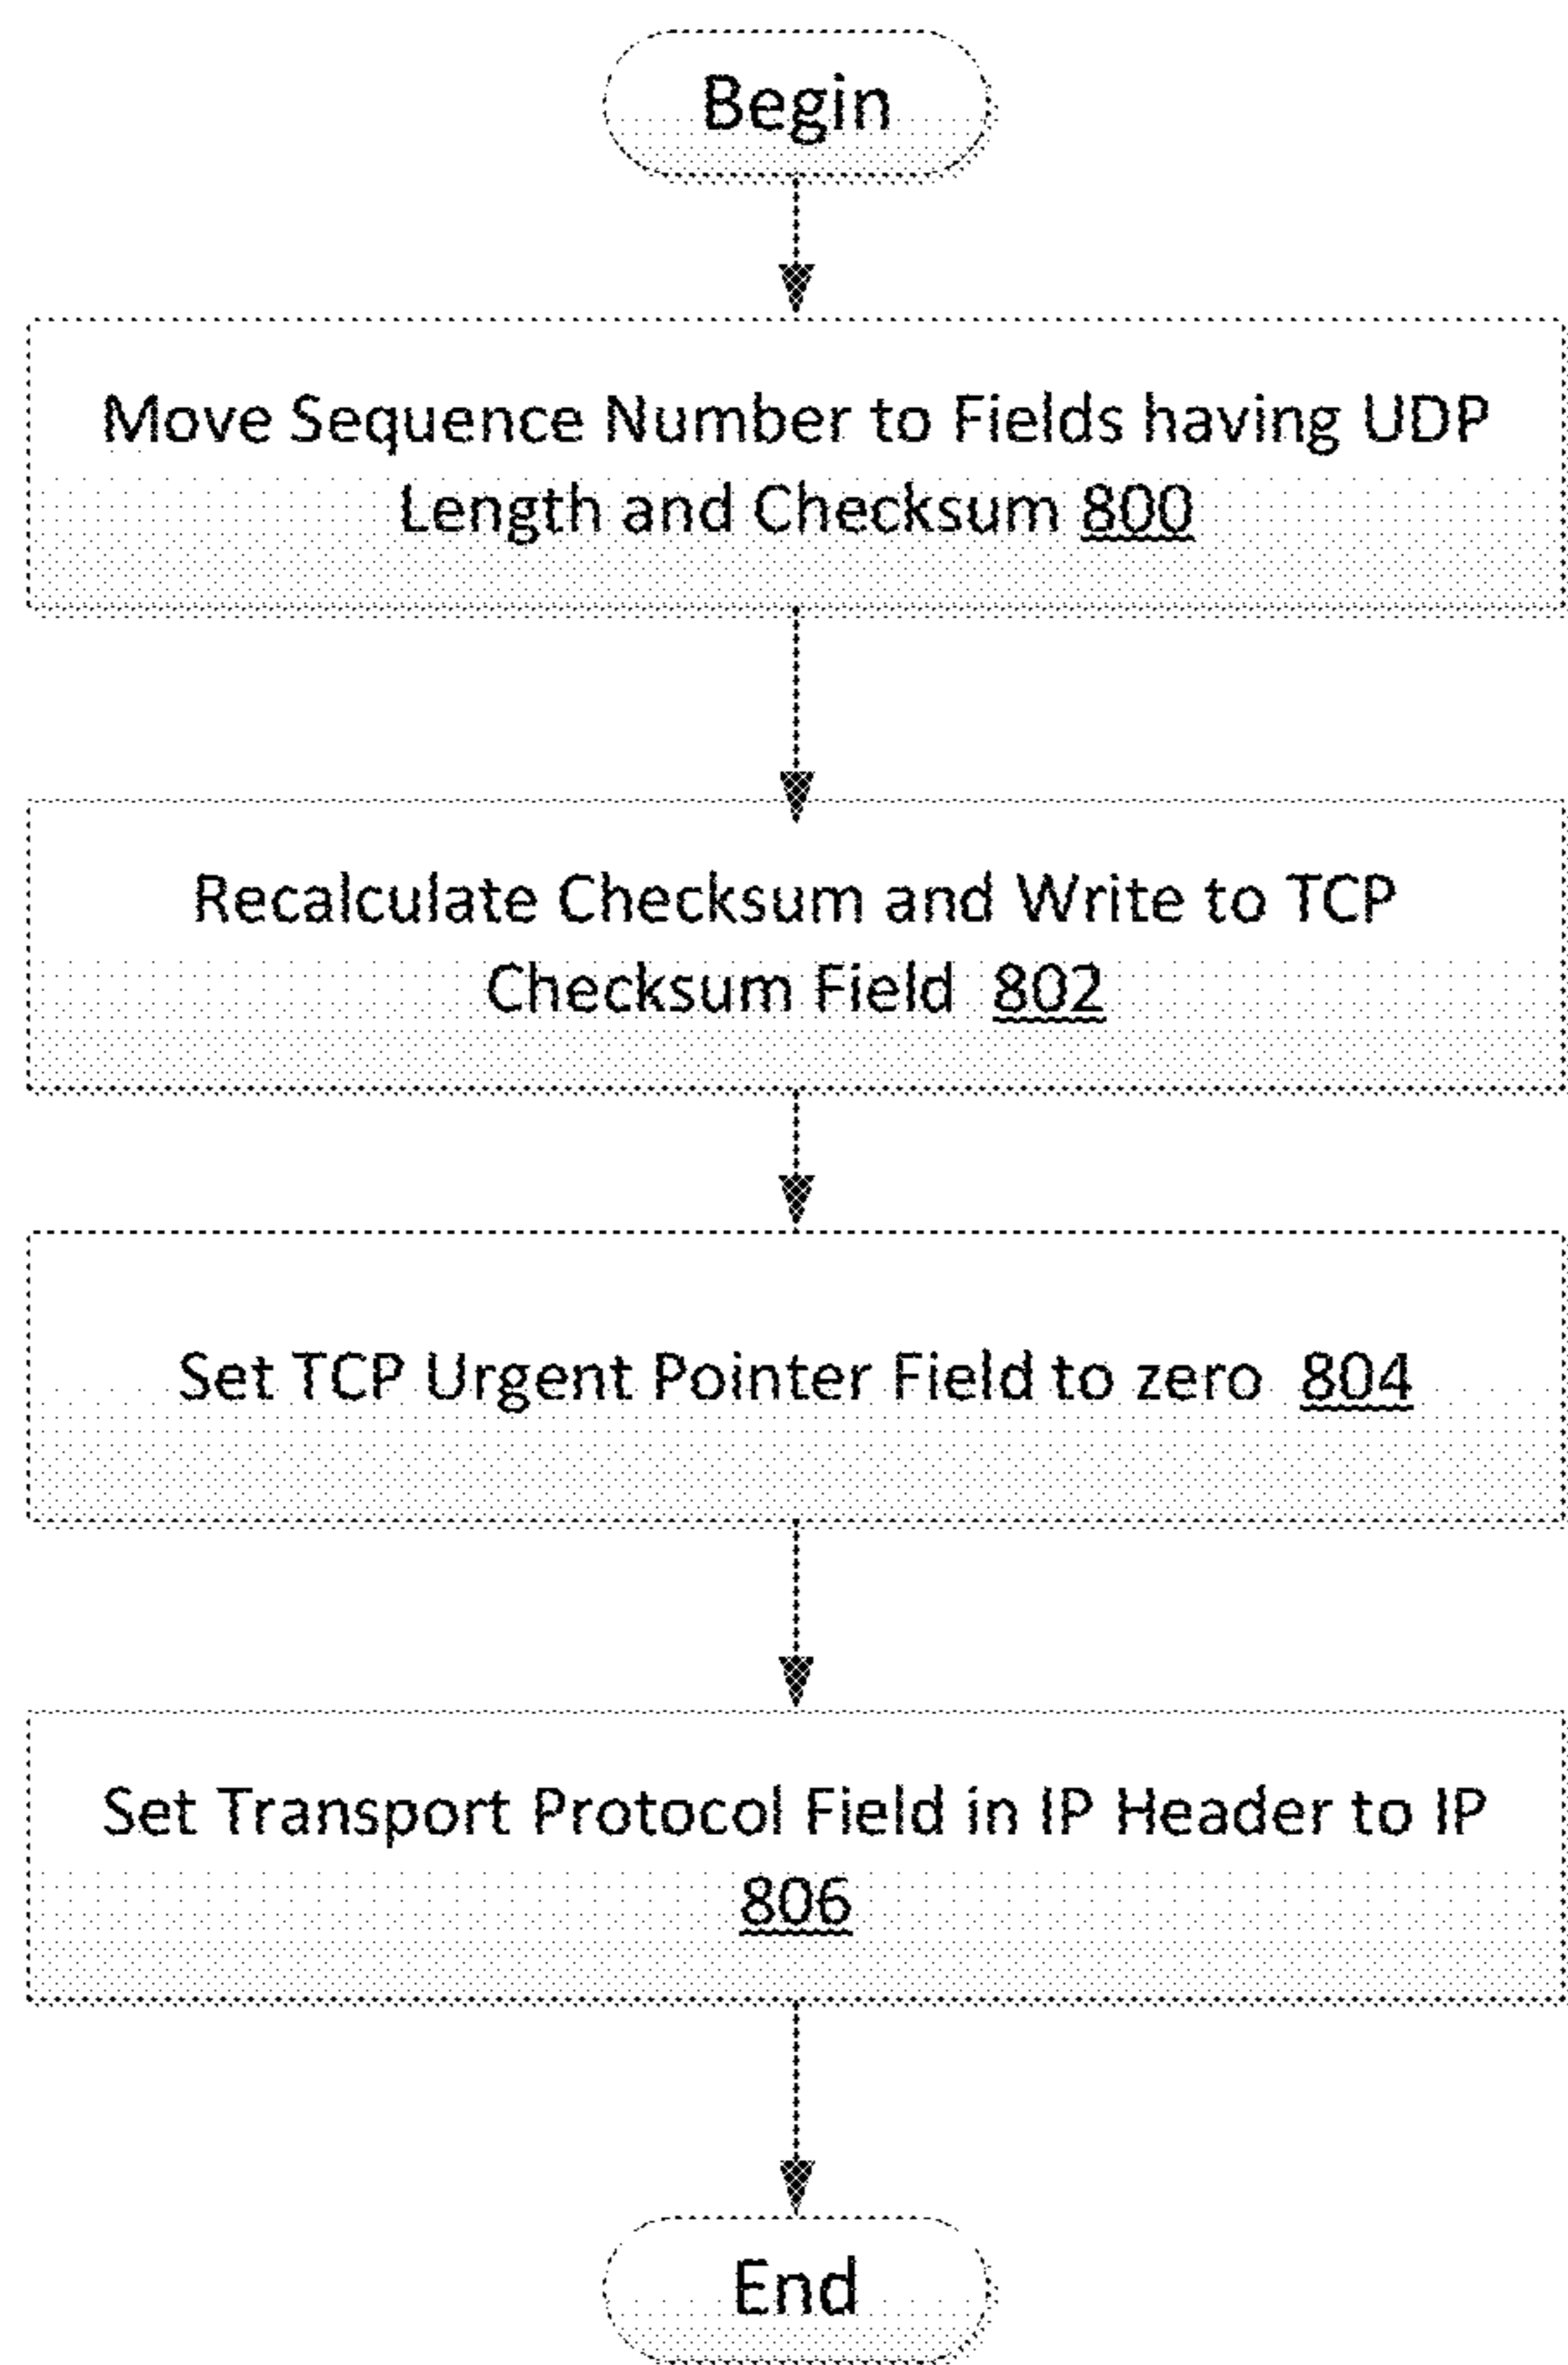 Begin
Move Sequence Number to Fields having UDP
Length and Checksum 800
Recalculate Checksum and Write to TCP
Checksum Field 802
Set TCP Urgent Pointer Field to zero 804
Set Transport Protocol Field in IP Header to IP
806
End